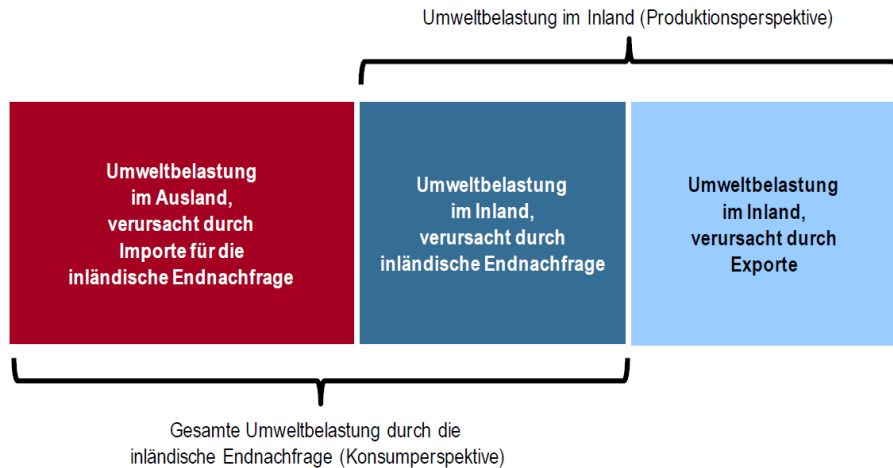 Umweltbelastung im Inland (Produktionsperspektive)
Umweltbelastung
im Ausland,
verursacht durch
Importe für die
inländische Endnachfrage
Umweltbelastung
im Inland,
verursacht durch
inländische Endnachfrage
Umweltbelastung
im Inland,
verursacht durch
Exporte
Gesamte Umweltbelastung durch die
inländische Endnachfrage (Konsumperspektive)